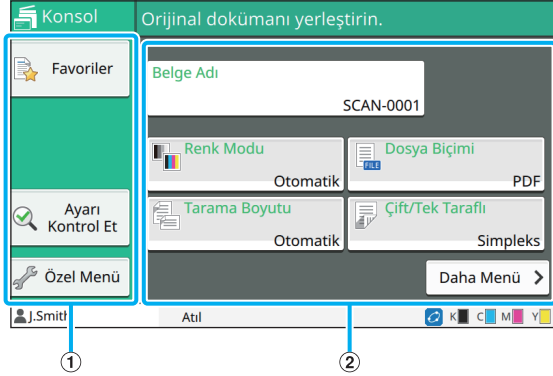 Konsol
Orijinal dokümanı yerleştirin.
Favoriler
Belge Adı
SCAN-0001
Renk Modu
Otomatik
Dosya Biçimi
FILE
PDF
Ayarı
Kontrol Et
Tarama Boyutu
Otomatik
Çift/Tek Taraflı
Simpleks
Özel Menü
Daha Menü
J.Smith
Atıl
K C M Y
1
2